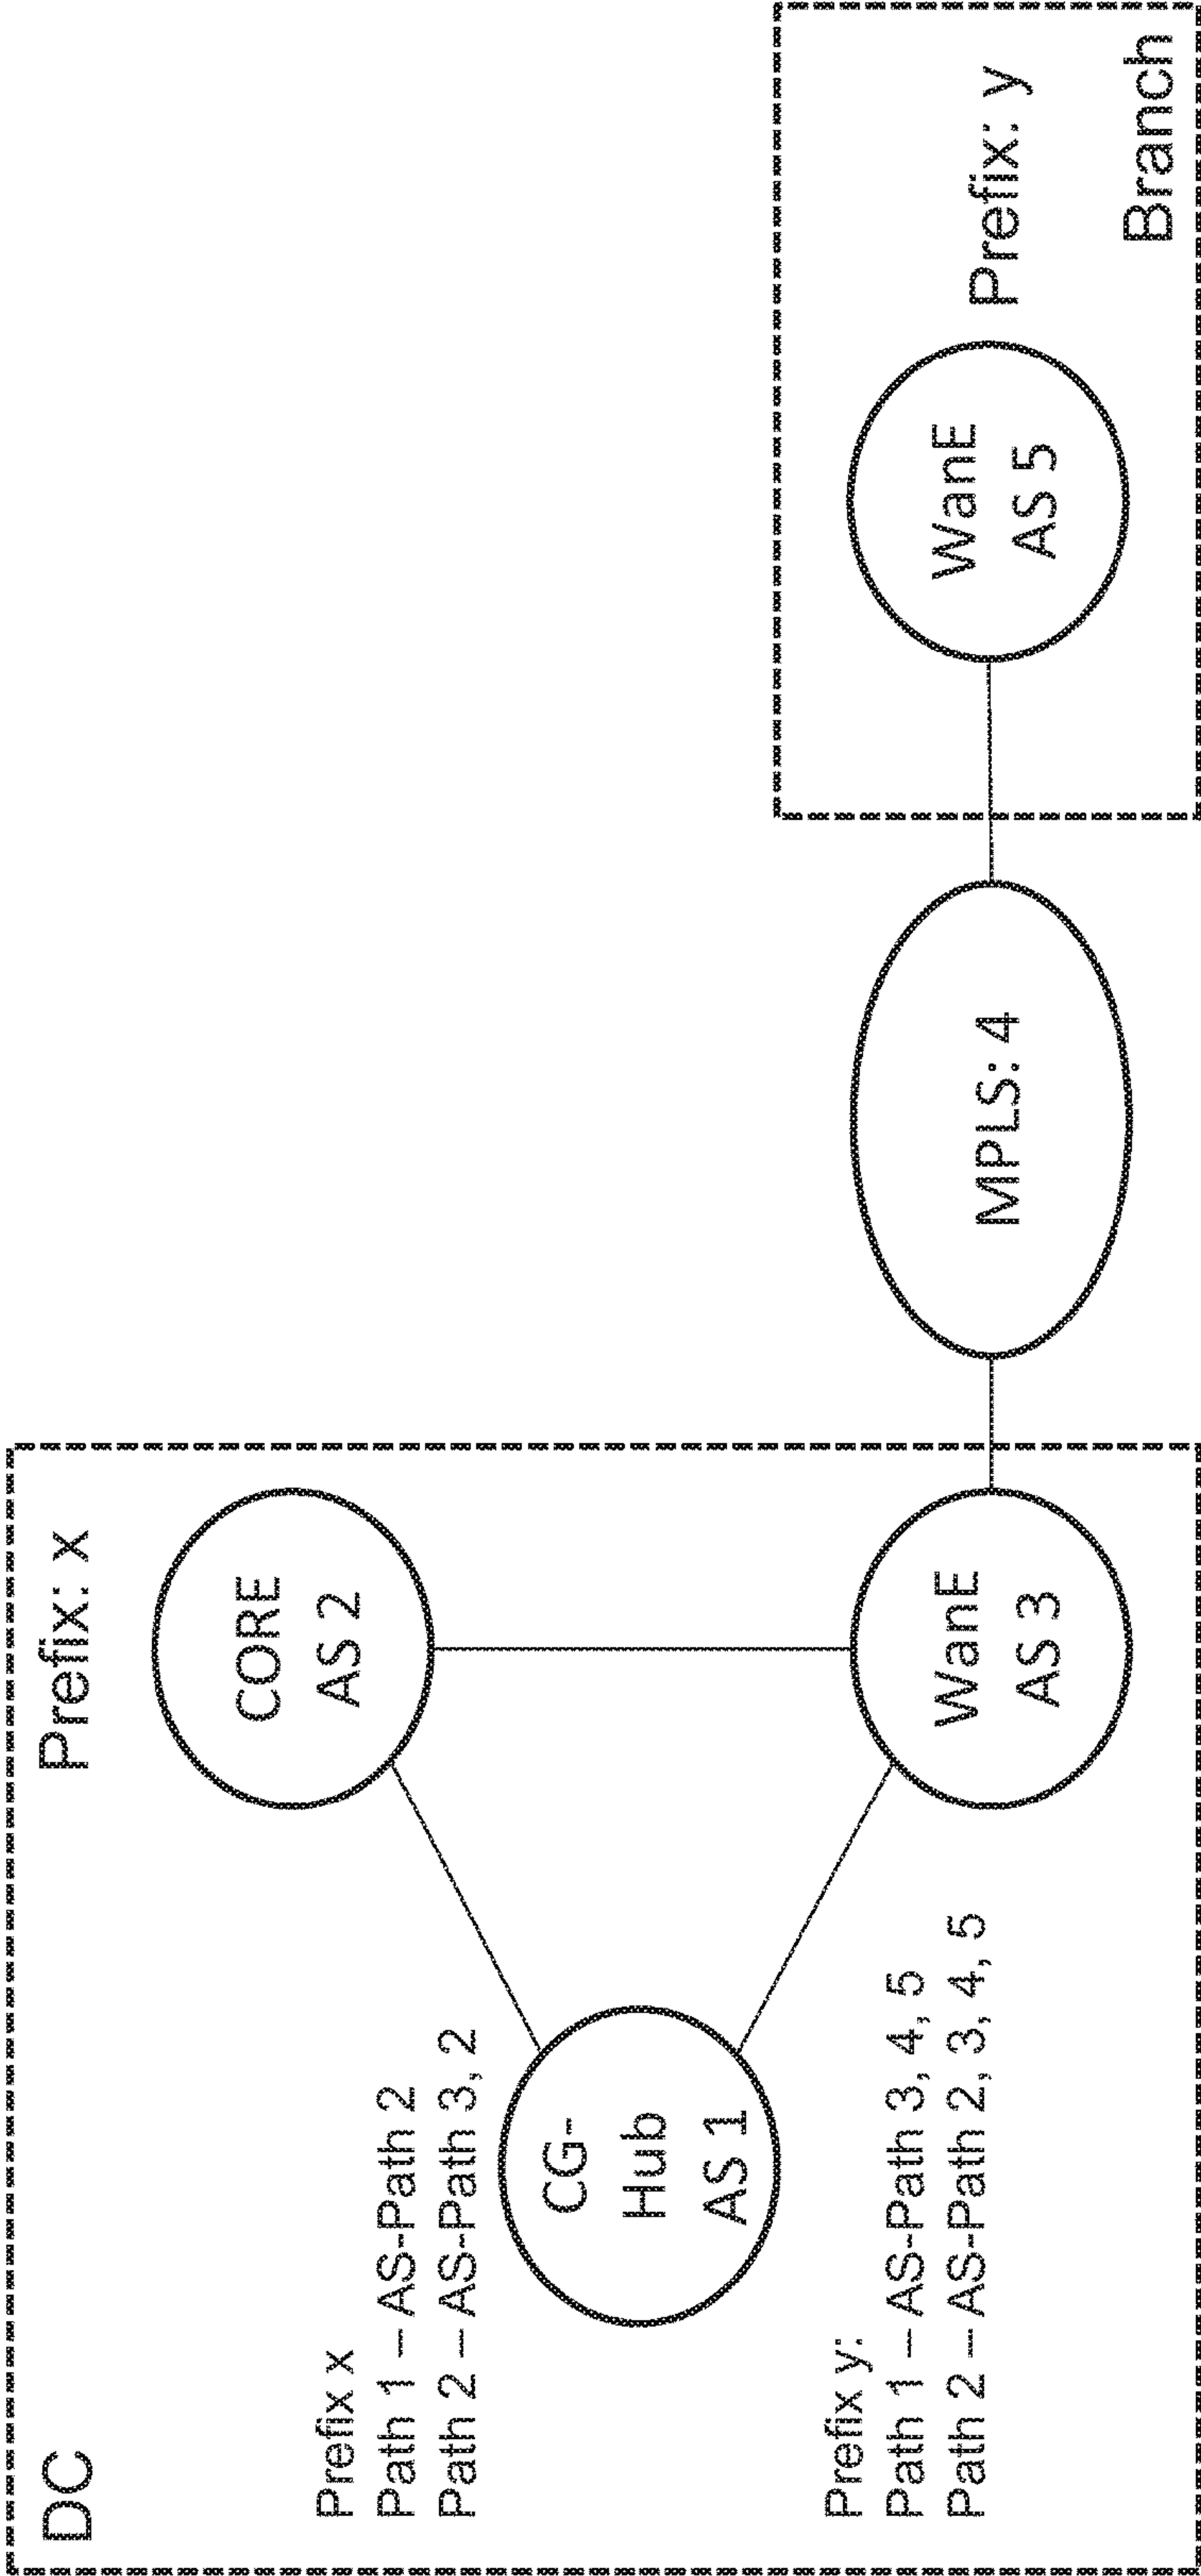 DC
Prefix: x
Prefix x
Path 1 – AS-Path 2
Path 2 – AS-Path 3, 2
CORE
AS 2
CG-
Hub
AS 1
Prefix y:
Path 1 – AS-Path 3, 4, 5
Path 2 – AS-Path 2, 3, 4, 5
WanE
AS 3
MPLS: 4
WanE
AS 5
Prefix: y
Branch